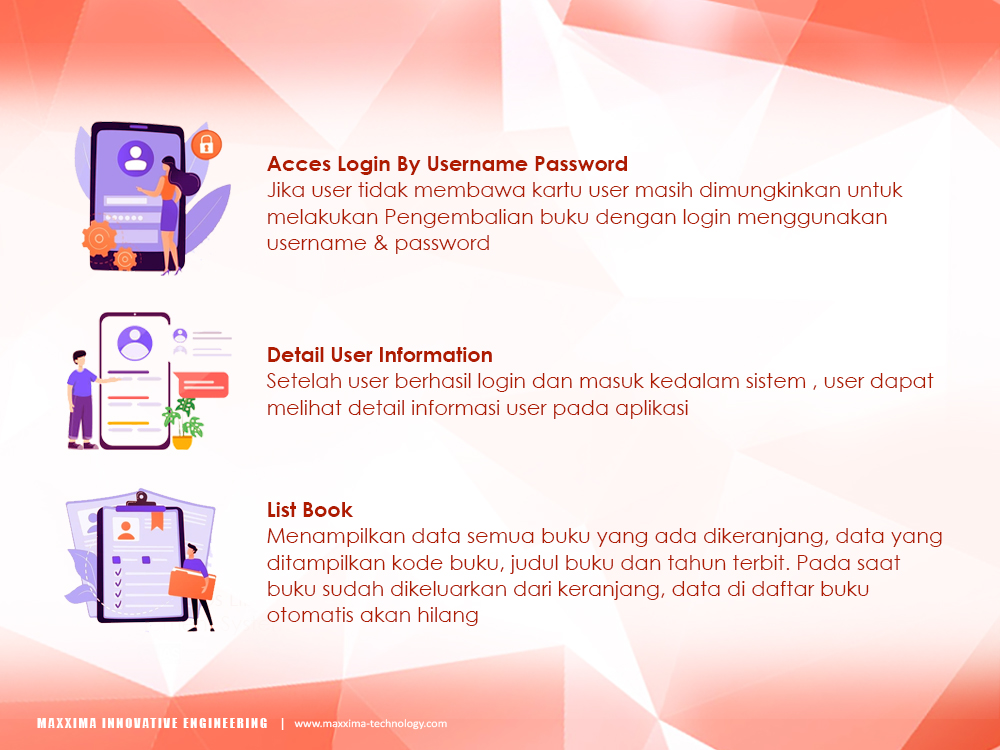 Acces Login By Username Password
Jika user tidak membawa kartu user masih dimungkinkan untuk
melakukan Pengembalian buku dengan login menggunakan
username & password
Detail User Information
Setelah user berhasil login dan masuk kedalam sistem , user dapat
melihat detail informasi user pada aplikasi
List Book
Menampilkan data semua buku yang ada dikeranjang, data yang
ditampilkan kode buku, judul buku dan tahun terbit. Pada saat
buku sudah dikeluarkan dari keranjang, data di daftar buku
otomatis akan hilang
MAXXIMA INNOVATIVE ENGINEERING | www.maxxima-technology.com